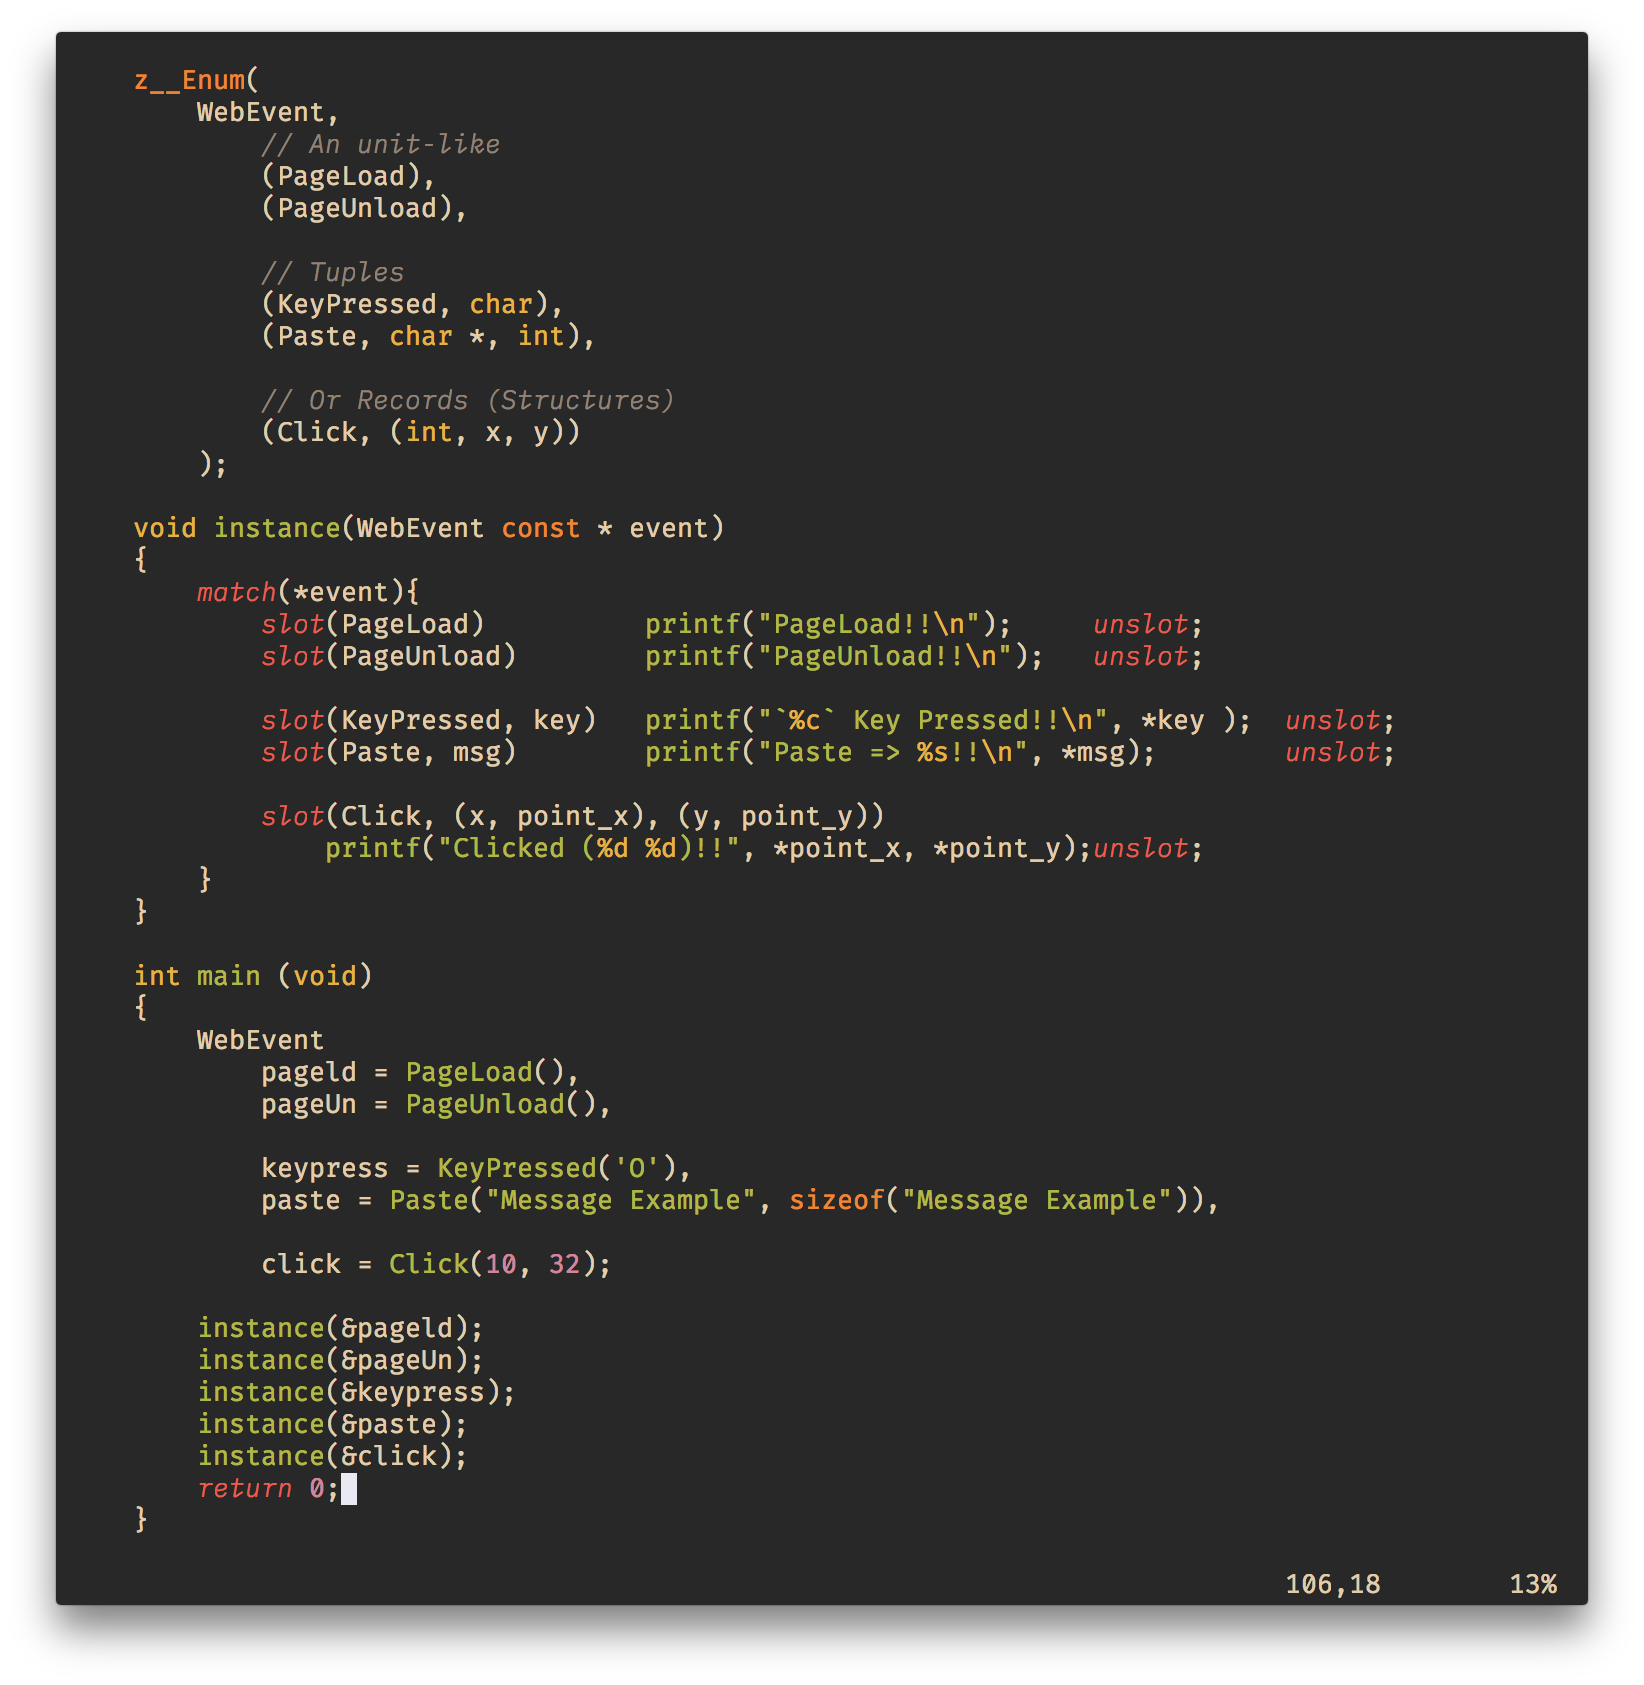 z__Enum(
    WebEvent,
        // An unit-like
        (PageLoad),
        (PageUnload),

        // Tuples
        (KeyPressed, char),
        (Paste, char *, int),

        // Or Records (Structures)
        (Click, (int, x, y))
    );

void instance(WebEvent const * event)
{
    match(*event){
        slot(PageLoad)          printf("PageLoad!!\n");     unslot;
        slot(PageUnload)        printf("PageUnload!!\n");   unslot;

        slot(KeyPressed, key)   printf("`%c` Key Pressed!!\n", *key );  unslot;
        slot(Paste, msg)        printf("Paste => %s!!\n", *msg);        unslot;

        slot(Click, (x, point_x), (y, point_y))
            printf("Clicked (%d %d)!!", *point_x, *point_y);unslot;
    }
}

int main (void)
{
    WebEvent
        pageld = PageLoad(),
        pageUn = PageUnload(),

        keypress = KeyPressed('O'),
        paste = Paste("Message Example", sizeof("Message Example")),

        click = Click(10, 32);

    instance(&pageld);
    instance(&pageUn);
    instance(&keypress);
    instance(&paste);
    instance(&click);
    return 0;
}
106,18        13%